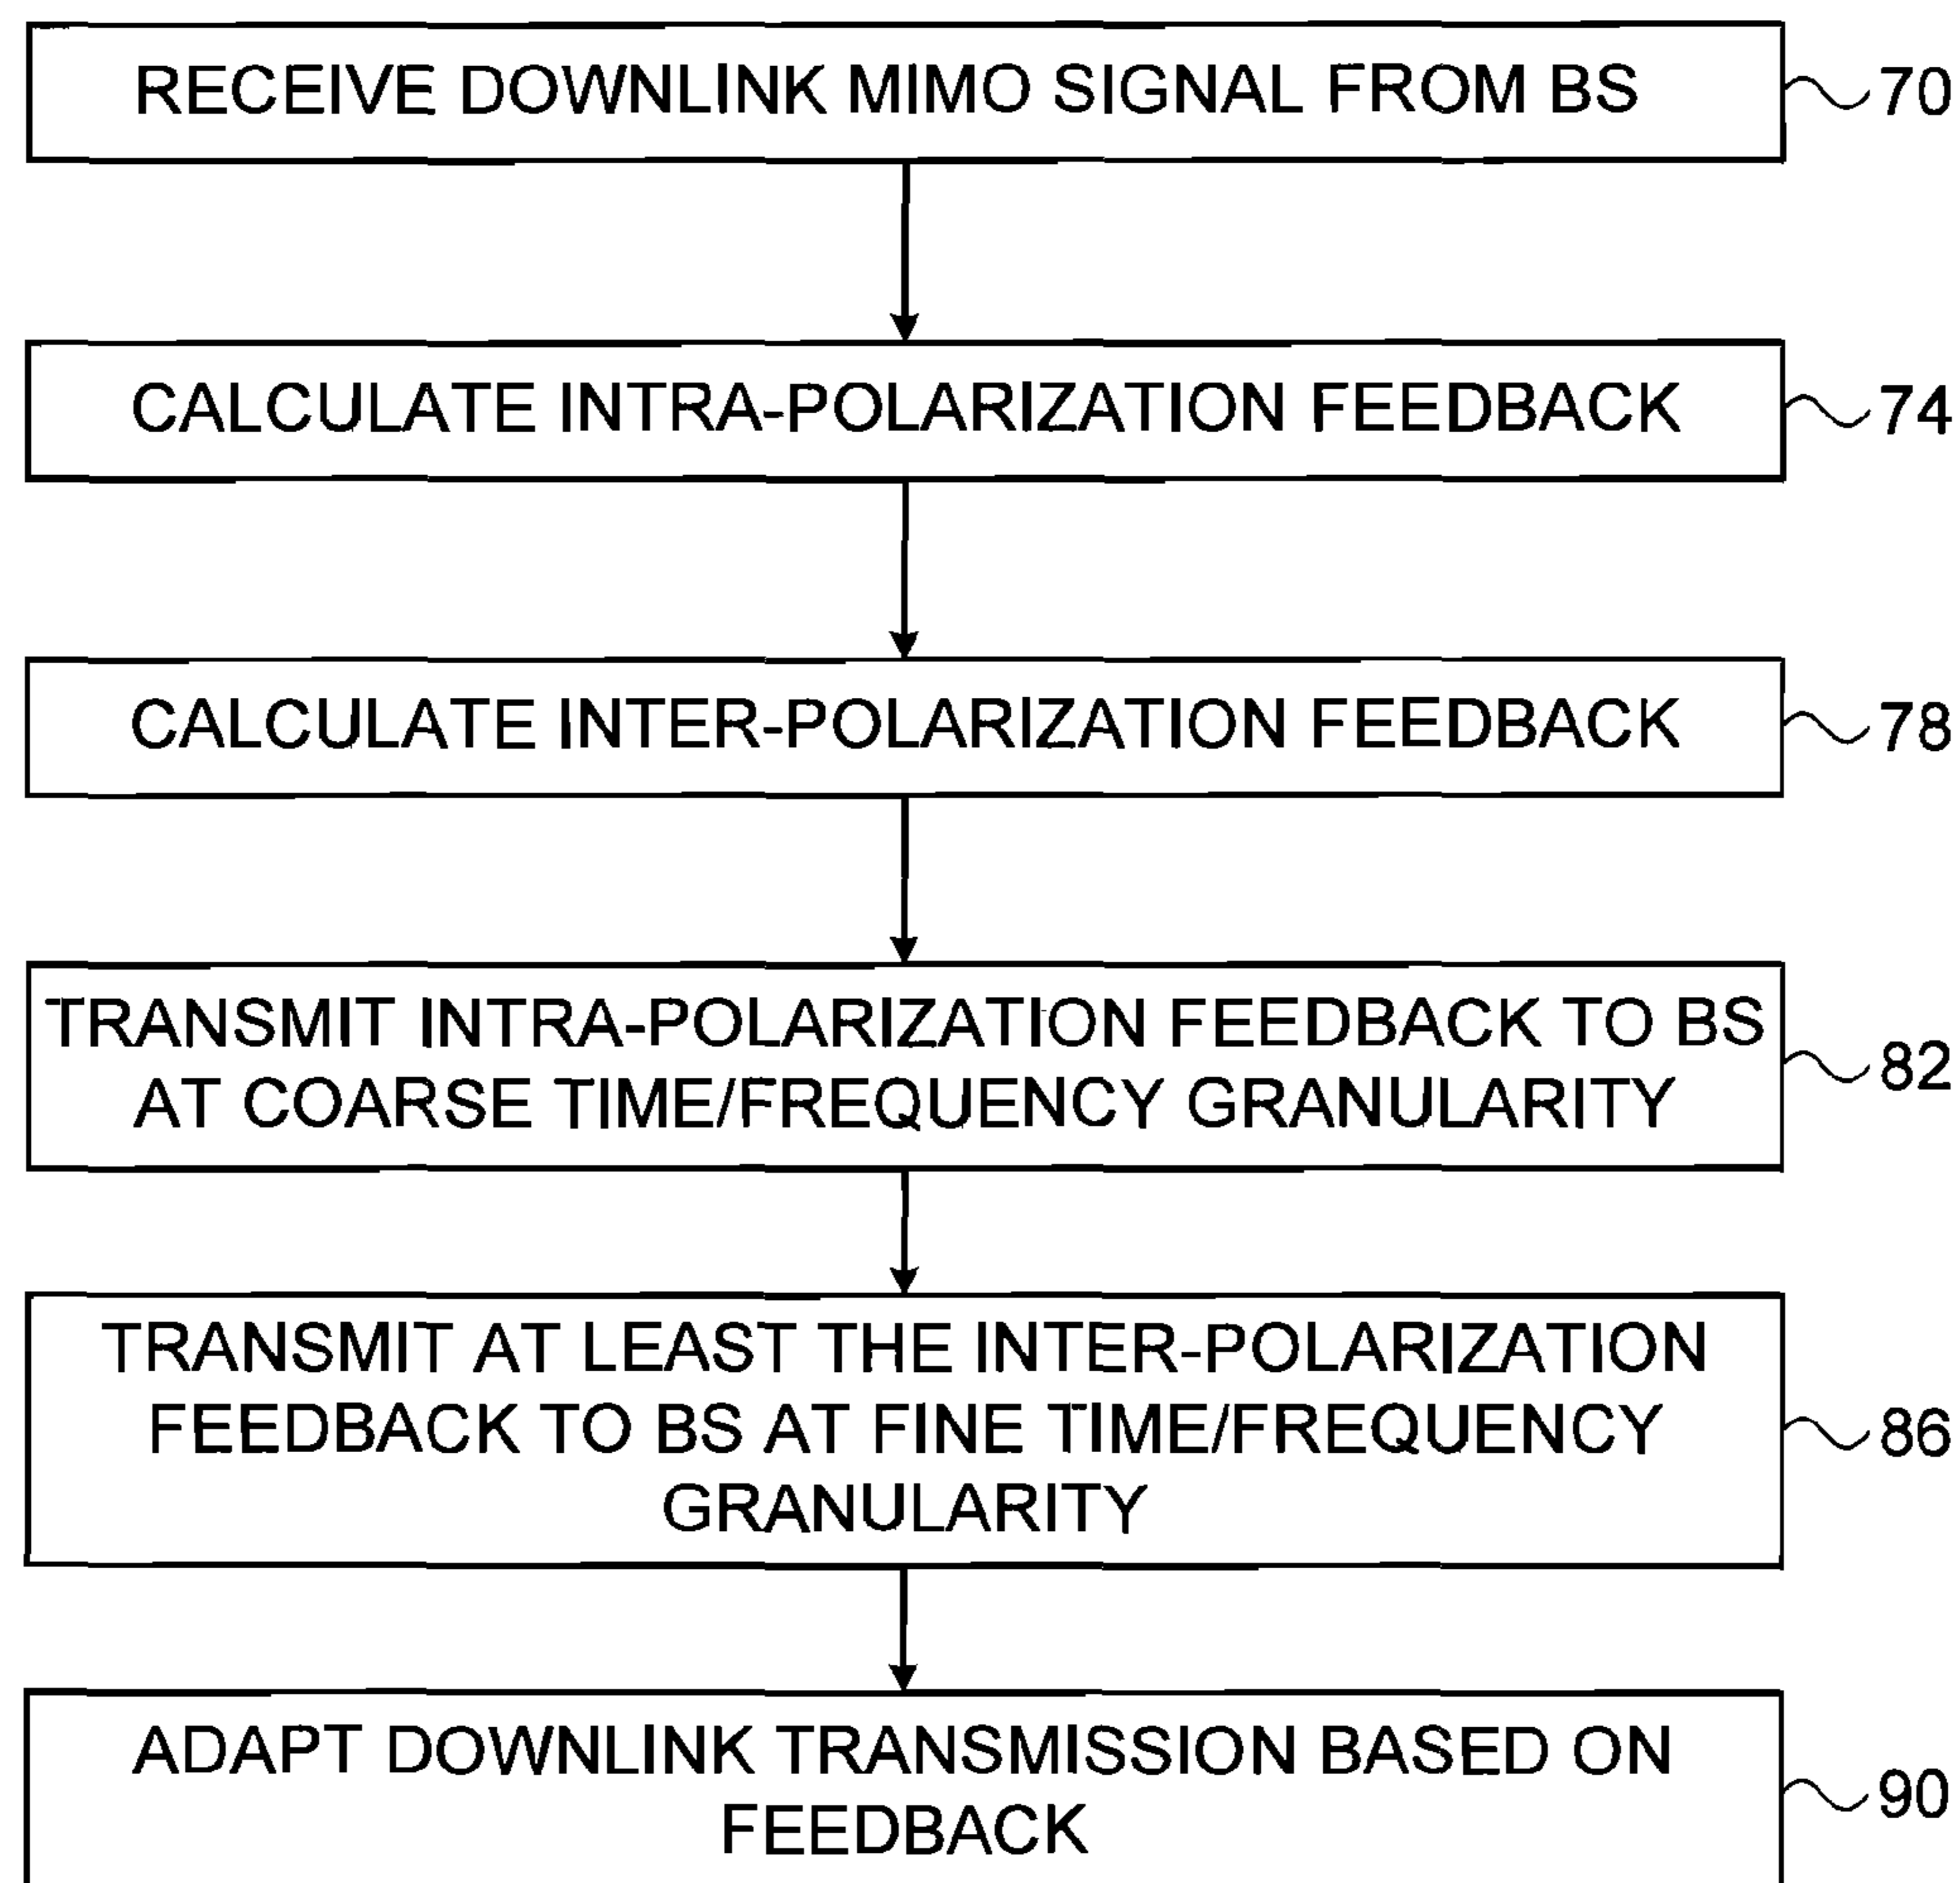 RECEIVE DOWNLINK MIMO SIGNAL FROM BS
70
CALCULATE INTRA-POLARIZATION FEEDBACK
74
CALCULATE INTER-POLARIZATION FEEDBACK
78
TRANSMIT INTRA-POLARIZATION FEEDBACK TO BS
AT COARSE TIME/FREQUENCY GRANULARITY
82
TRANSMIT AT LEAST THE INTER-POLARIZATION
FEEDBACK TO BS AT FINE TIME/FREQUENCY
GRANULARITY
86
ADAPT DOWNLINK TRANSMISSION BASED ON
FEEDBACK
90